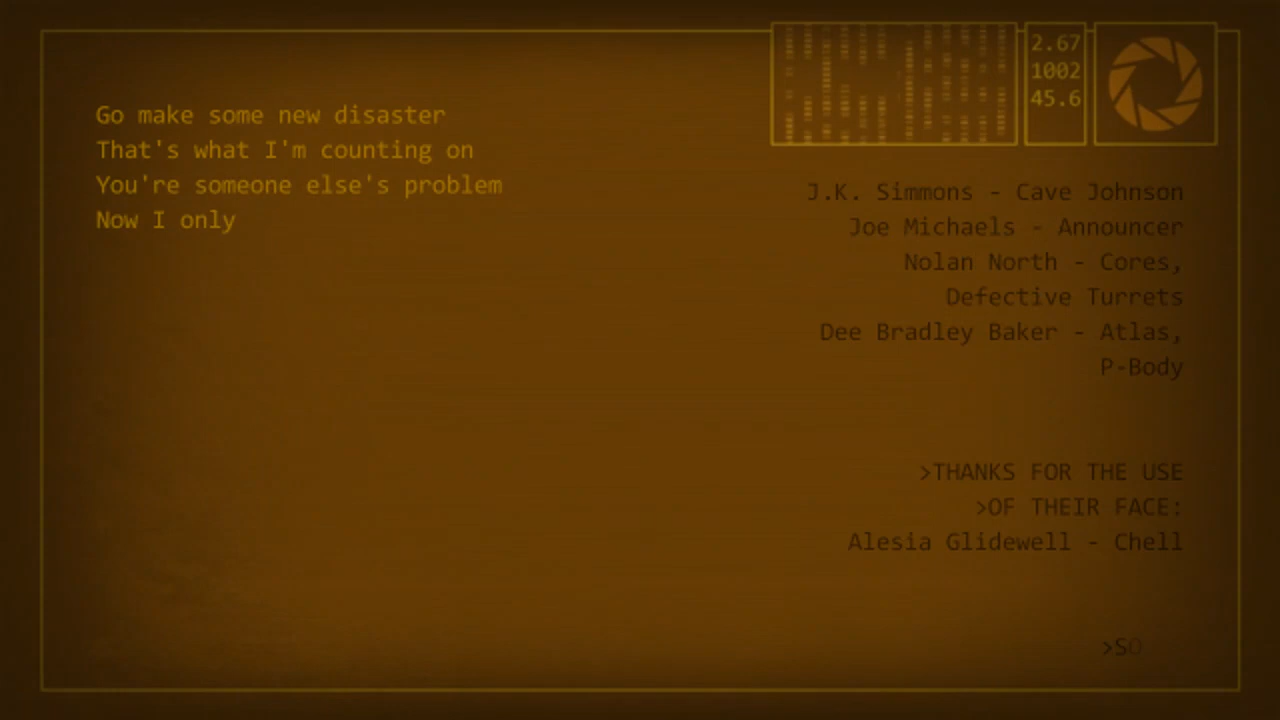 Go make some new disaster
That's what I'm counting on
You're someone else's problem
Now I only
2.67
1002
45.6
J.K. Simmons - Cave Johnson
Joe Michaels - Announcer
Nolan North - Cores,
Defective Turrets
Dee Bradley Baker - Atlas,
P-Body
>THANKS FOR THE USE
>OF THEIR FACE:
Alesia Glidewell - Chell
>SO